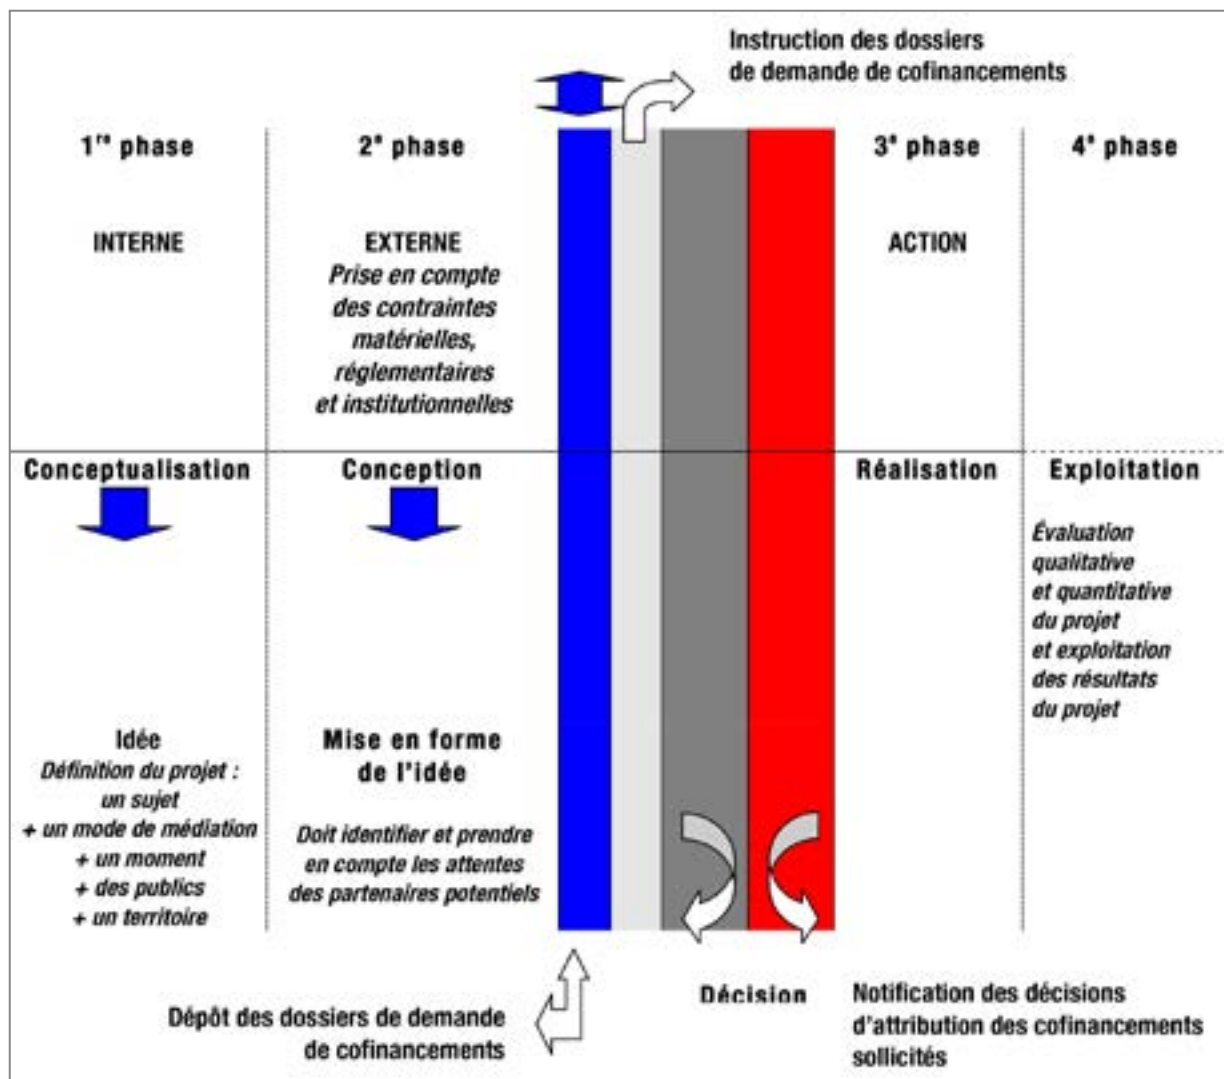 Instruction des dossiers
de demande de cofinancements
1re phase
2e phase
3e phase
4e phase
INTERNE
EXTERNE
Prise en compte
des contraintes
matérielles,
réglementaires
et institutionnelles
ACTION
Conceptualisation
Conception
Réalisation
Exploitation
Évaluation
qualitative
et quantitative
du projet
et exploitation
des résultats
du projet
Idée
Définition du projet :
un sujet
+ un mode de médiation
+ un moment
+ des publics
+ un territoire
Mise en forme
de l'idée
Doit identifier et prendre
en compte les attentes
des partenaires potentiels
Dépôt des dossiers de demande
de cofinancements
Décision
Notification des décisions
d'attribution des cofinancements
sollicités